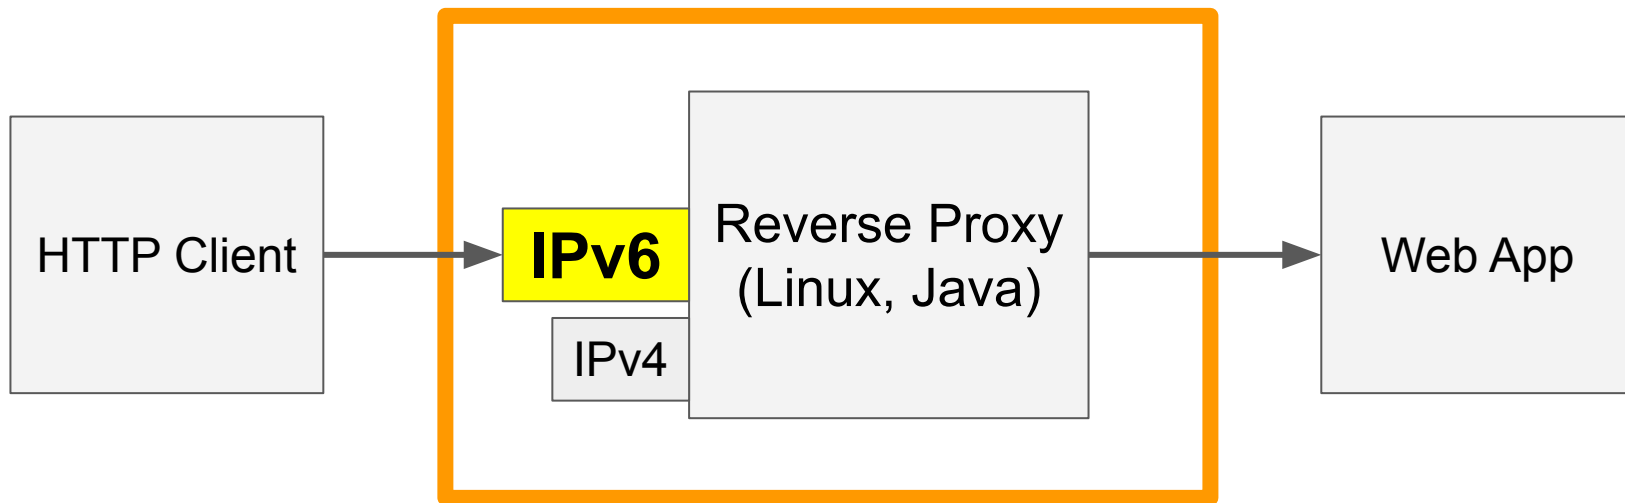 HTTP Client
IPv6
IPv4
Reverse Proxy
(Linux, Java)
Web App